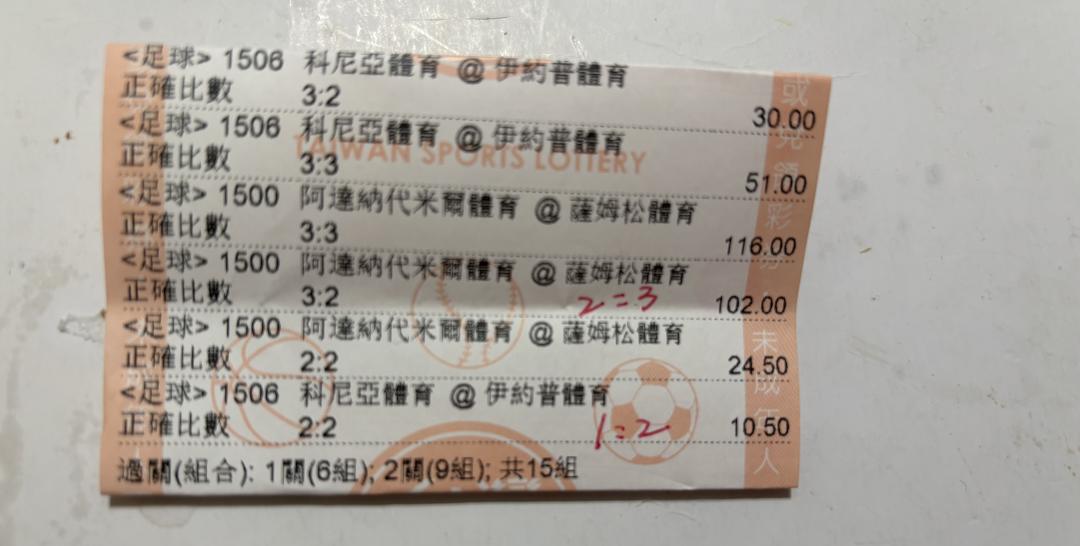 <足球> 1506 科尼亞體育 @ 伊約普體育
正確比數 3:2 30.00
<足球> 1506 科尼亞體育 @ 伊約普體育
TAIWAN SPORTS LOTTERY
正確比數 3:3 51.00
<足球> 1500 阿達納代米爾體育 @ 薩姆松體育
正確比數 3:3 116.00
<足球> 1500 阿達納代米爾體育 @ 薩姆松體育
正確比數 3:2 2=3 102.00
<足球> 1500 阿達納代米爾體育 @ 薩姆松體育
正確比數 2:2 24.50
<足球> 1506 科尼亞體育 @ 伊約普體育
正確比數 2:2 1=2 10.50
過關(組合): 1關(6組); 2關(9組); 共15組
未成年人